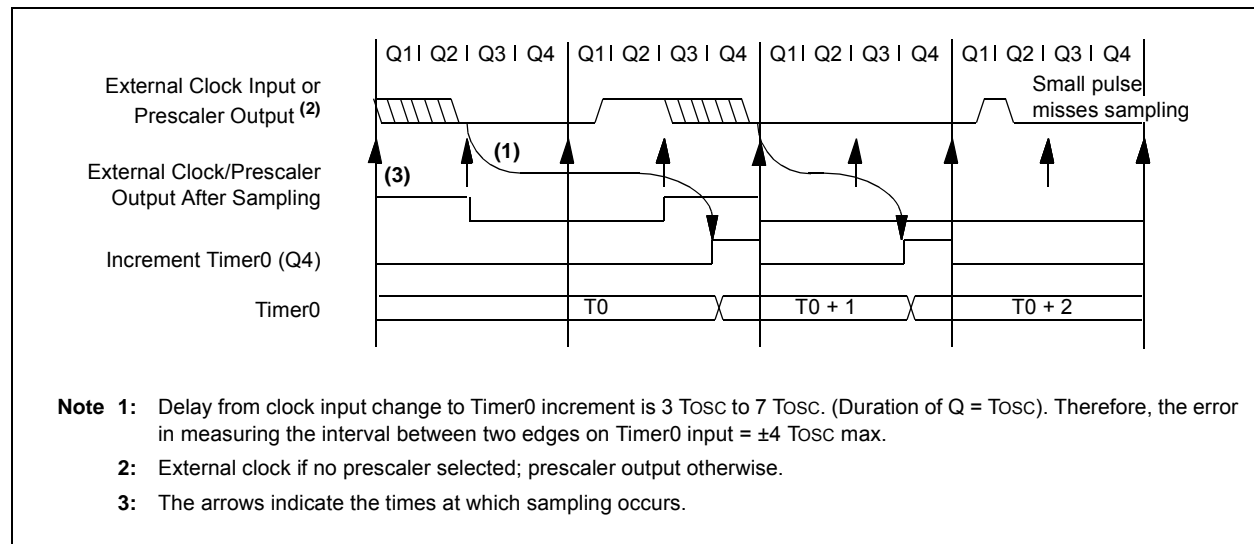 Q1| Q2 | Q3 | Q4 Q1| Q2 | Q3 | Q4 Q1| Q2 | Q3 | Q4 Q1| Q2 | Q3 | Q4
External Clock Input or
Prescaler Output (2)
Small pulse
misses sampling
(1)
External Clock/Prescaler
Output After Sampling
(3)
Increment Timer0 (Q4)
Timer0
T0 T0 + 1 T0 + 2
Note 1: Delay from clock input change to Timer0 increment is 3 TOSC to 7 TOSC. (Duration of Q = TOSC). Therefore, the error
in measuring the interval between two edges on Timer0 input = ±4 TOSC max.
2: External clock if no prescaler selected; prescaler output otherwise.
3: The arrows indicate the times at which sampling occurs.